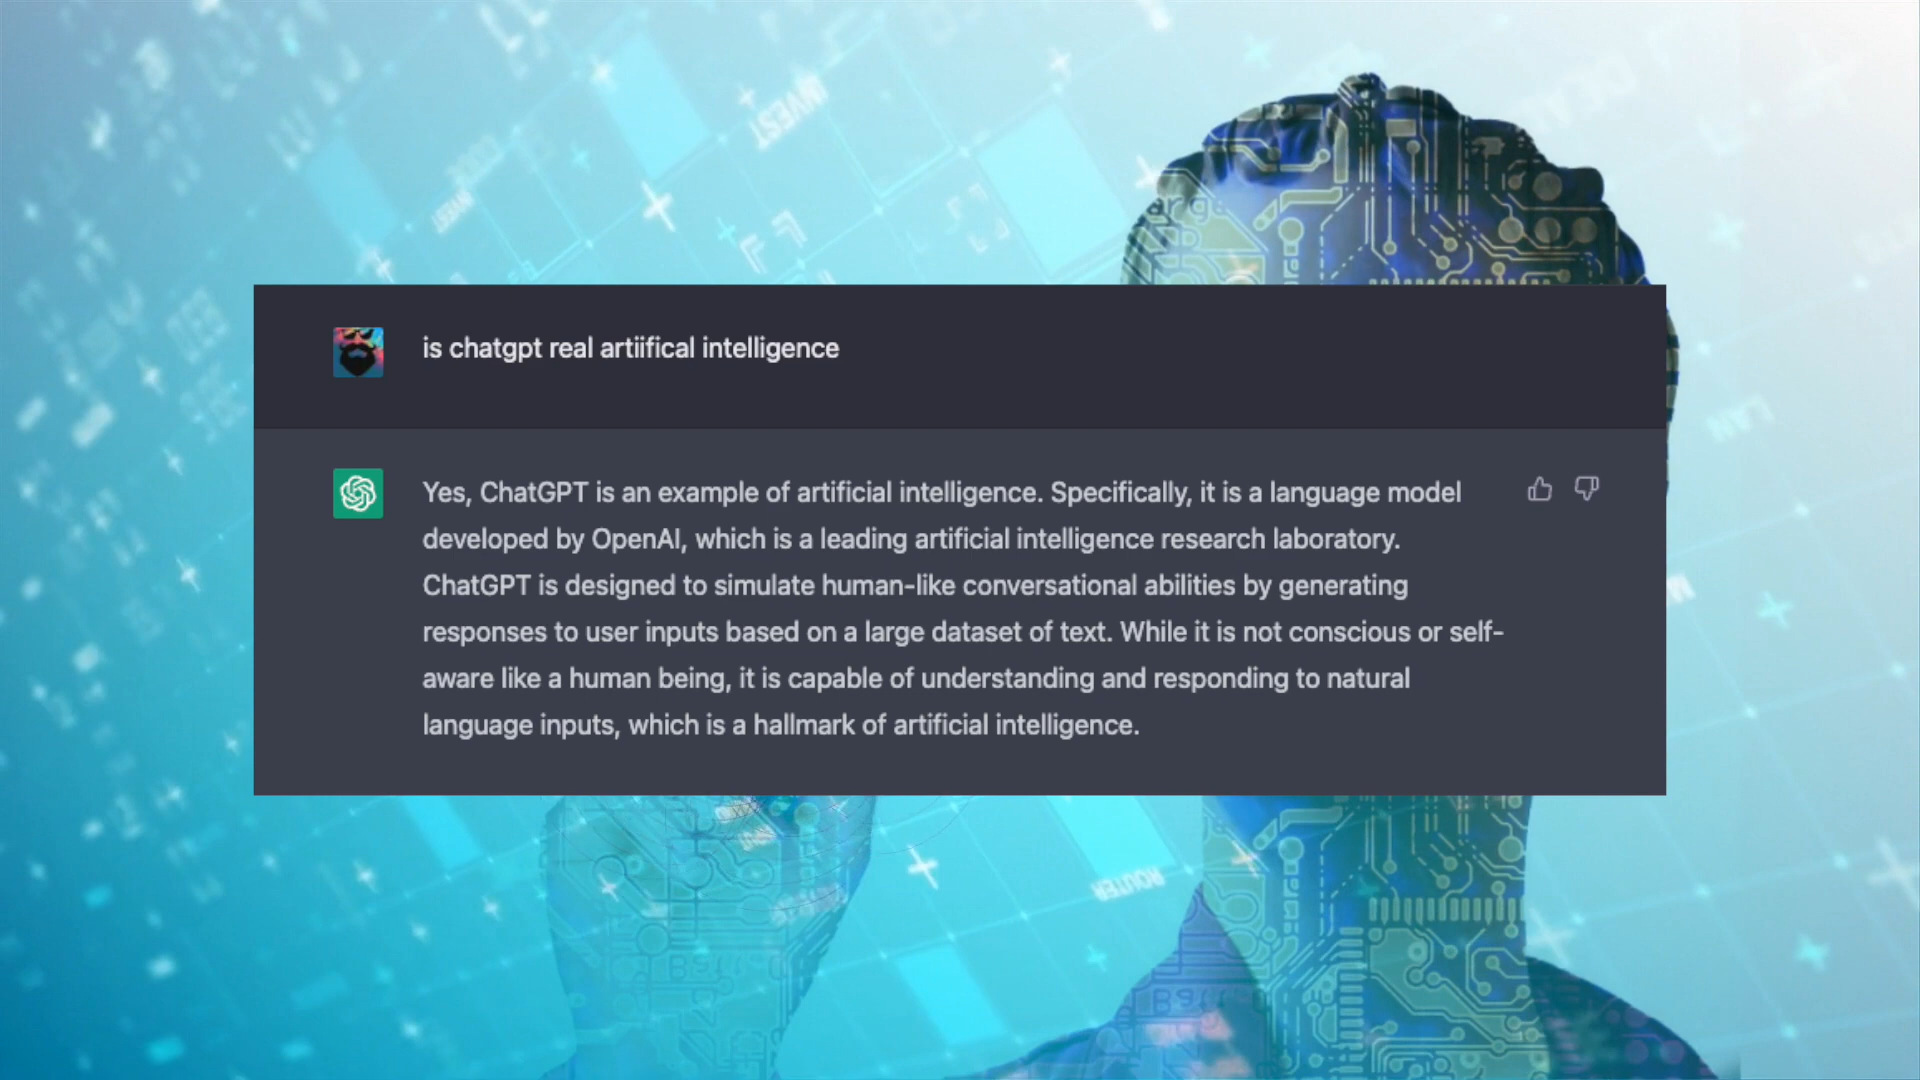 INVEST
INVEST
is chatgpt real artiifical intelligence
Yes, ChatGPT is an example of artificial intelligence. Specifically, it is a language model
developed by OpenAI, which is a leading artificial intelligence research laboratory.
ChatGPT is designed to simulate human-like conversational abilities by generating
responses to user inputs based on a large dataset of text. While it is not conscious or self-
aware like a human being, it is capable of understanding and responding to natural
language inputs, which is a hallmark of artificial intelligence.
ROUTER